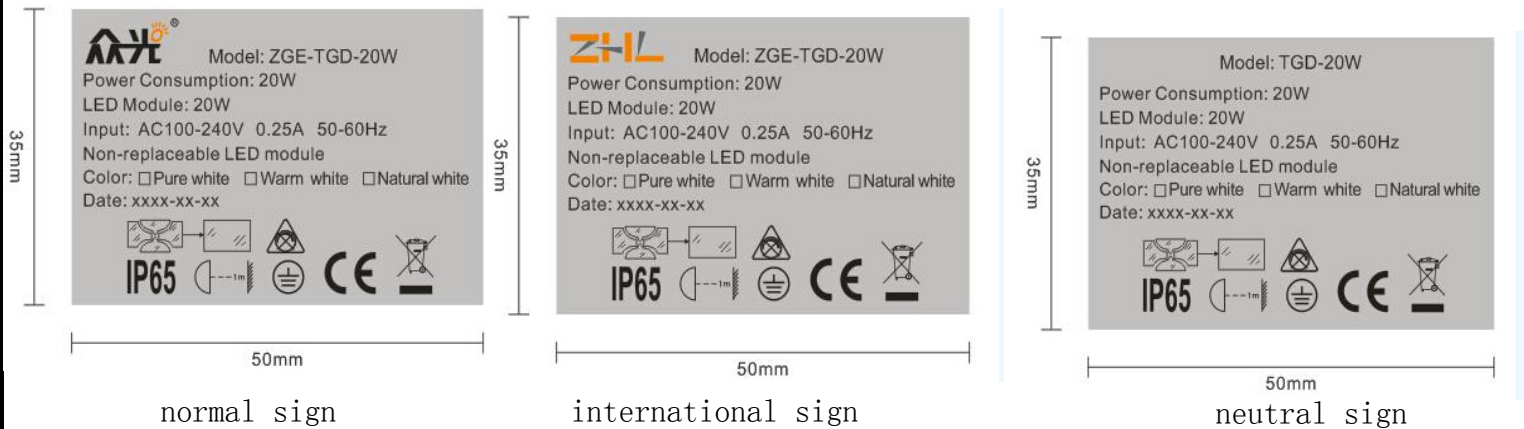 众光®
Model: ZGE-TGD-20W
Power Consumption: 20W
LED Module: 20W
Input: AC100-240V 0.25A 50-60Hz
Non-replaceable LED module
Color: □Pure white □Warm white □Natural white
Date: xxxx-xx-xx
IP65
1m
CE
35mm
50mm
normal sign
ZHL
Model: ZGE-TGD-20W
Power Consumption: 20W
LED Module: 20W
Input: AC100-240V 0.25A 50-60Hz
Non-replaceable LED module
Color: □Pure white □Warm white □Natural white
Date: xxxx-xx-xx
IP65
1m
CE
35mm
50mm
international sign
Model: TGD-20W
Power Consumption: 20W
LED Module: 20W
Input: AC100-240V 0.25A 50-60Hz
Non-replaceable LED module
Color: □Pure white □Warm white □Natural white
Date: xxxx-xx-xx
IP65
1m
CE
35mm
50mm
neutral sign